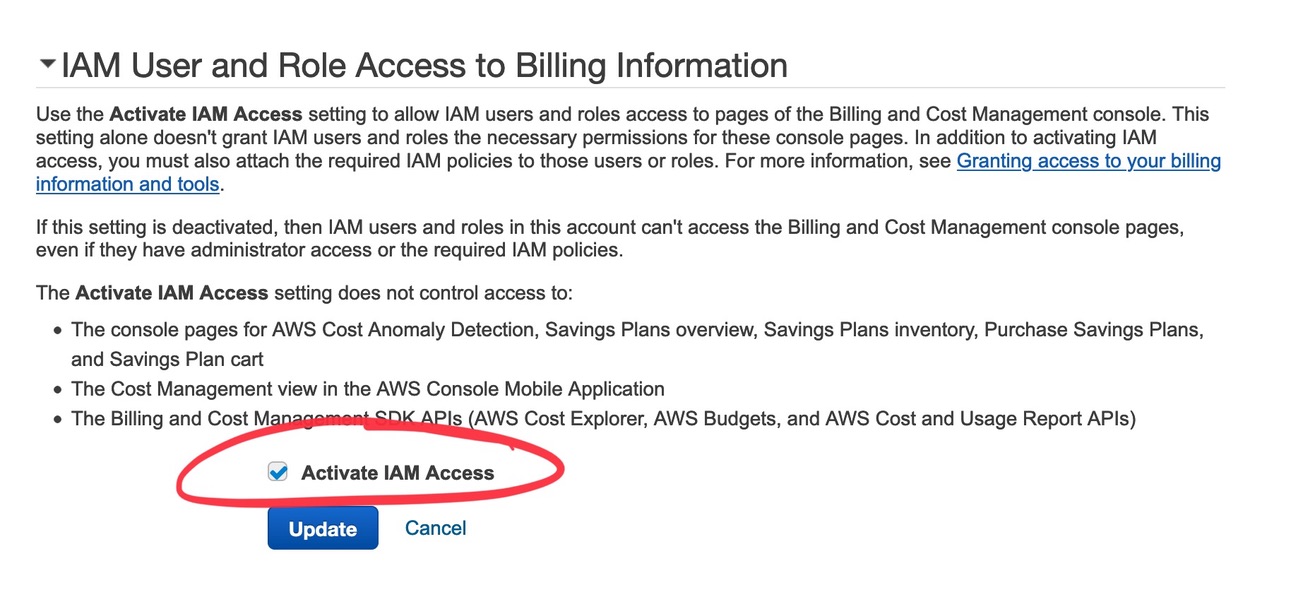 IAM User and Role Access to Billing Information
Use the Activate IAM Access setting to allow IAM users and roles access to pages of the Billing and Cost Management console. This
setting alone doesn't grant IAM users and roles the necessary permissions for these console pages. In addition to activating IAM
access, you must also attach the required IAM policies to those users or roles. For more information, see Granting access to your billing
information and tools.
If this setting is deactivated, then IAM users and roles in this account can't access the Billing and Cost Management console pages,
even if they have administrator access or the required IAM policies.
The Activate IAM Access setting does not control access to:
• The console pages for AWS Cost Anomaly Detection, Savings Plans overview, Savings Plans inventory, Purchase Savings Plans,
and Savings Plan cart
• The Cost Management view in the AWS Console Mobile Application
• The Billing and Cost Management SDK APIs (AWS Cost Explorer, AWS Budgets, and AWS Cost and Usage Report APIs)
Activate IAM Access
Update Cancel